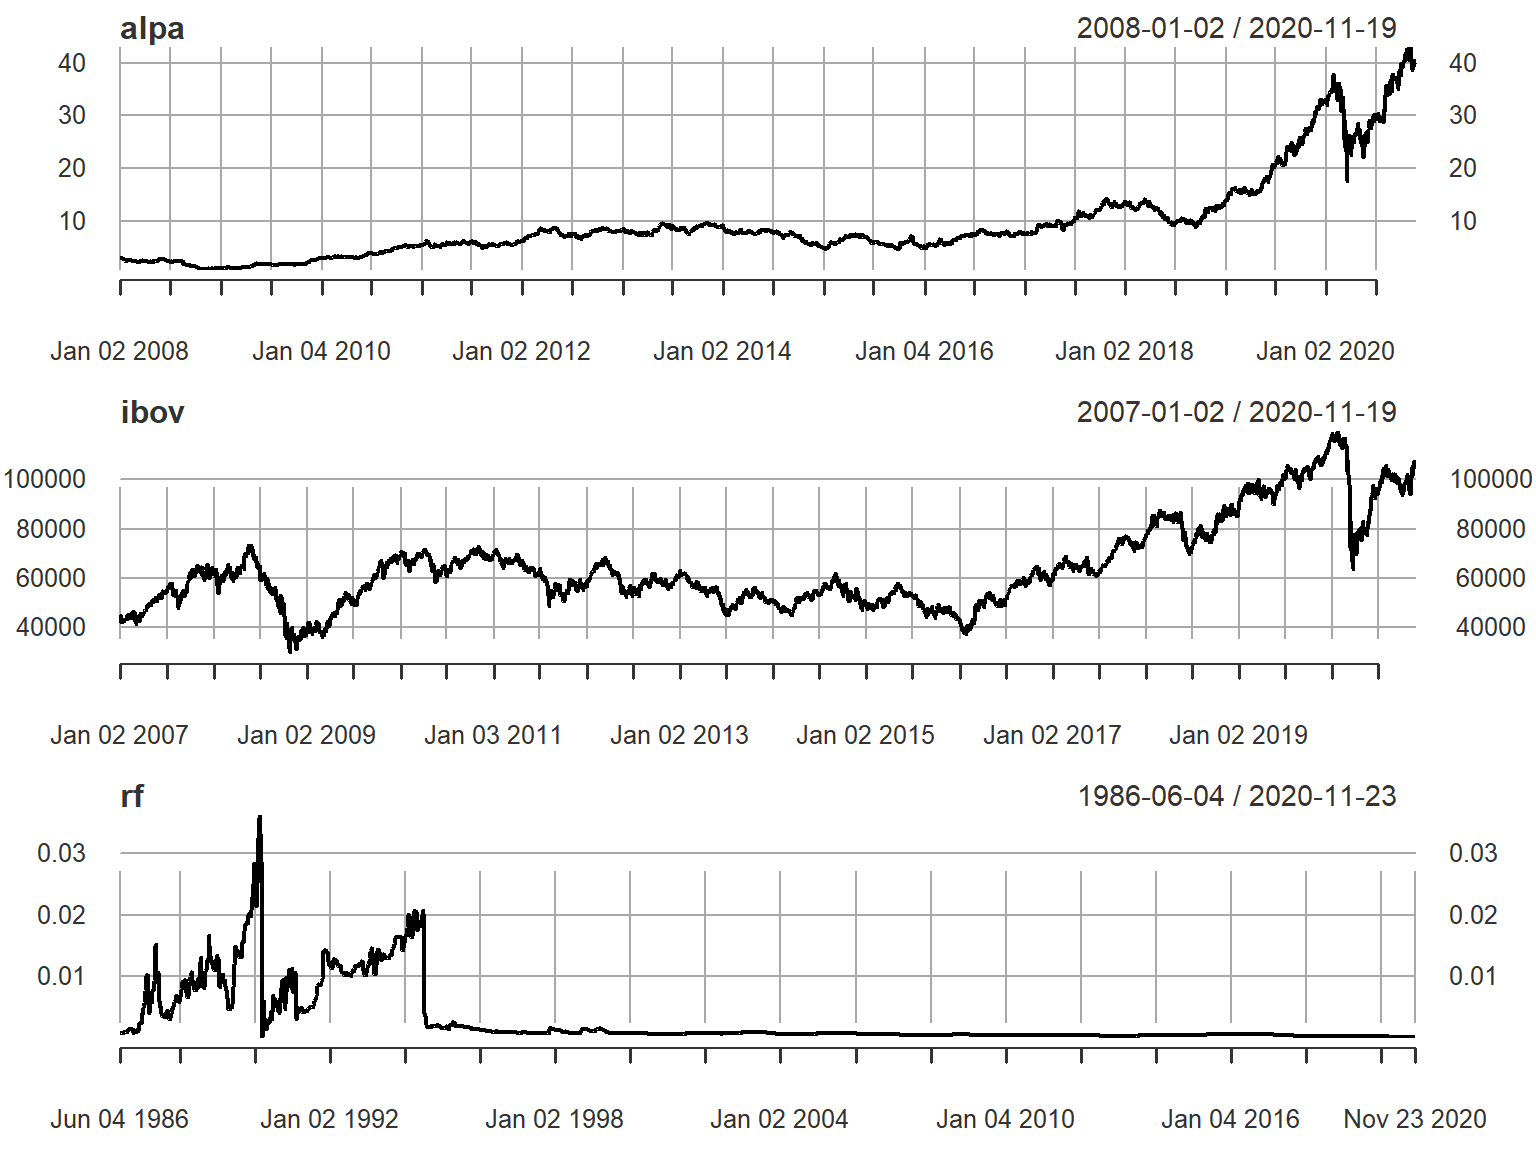 alpa 2008-01-02 / 2020-11-19
40 40
30 30
20 20
10 10
Jan 02 2008 Jan 04 2010 Jan 02 2012 Jan 02 2014 Jan 04 2016 Jan 02 2018 Jan 02 2020
ibov 2007-01-02 / 2020-11-19
100000 100000
80000 80000
60000 60000
40000 40000
Jan 02 2007 Jan 02 2009 Jan 03 2011 Jan 02 2013 Jan 02 2015 Jan 02 2017 Jan 02 2019
rf 1986-06-04 / 2020-11-23
0.03 0.03
0.02 0.02
0.01 0.01
Jun 04 1986 Jan 02 1992 Jan 02 1998 Jan 02 2004 Jan 04 2010 Jan 04 2016 Nov 23 2020